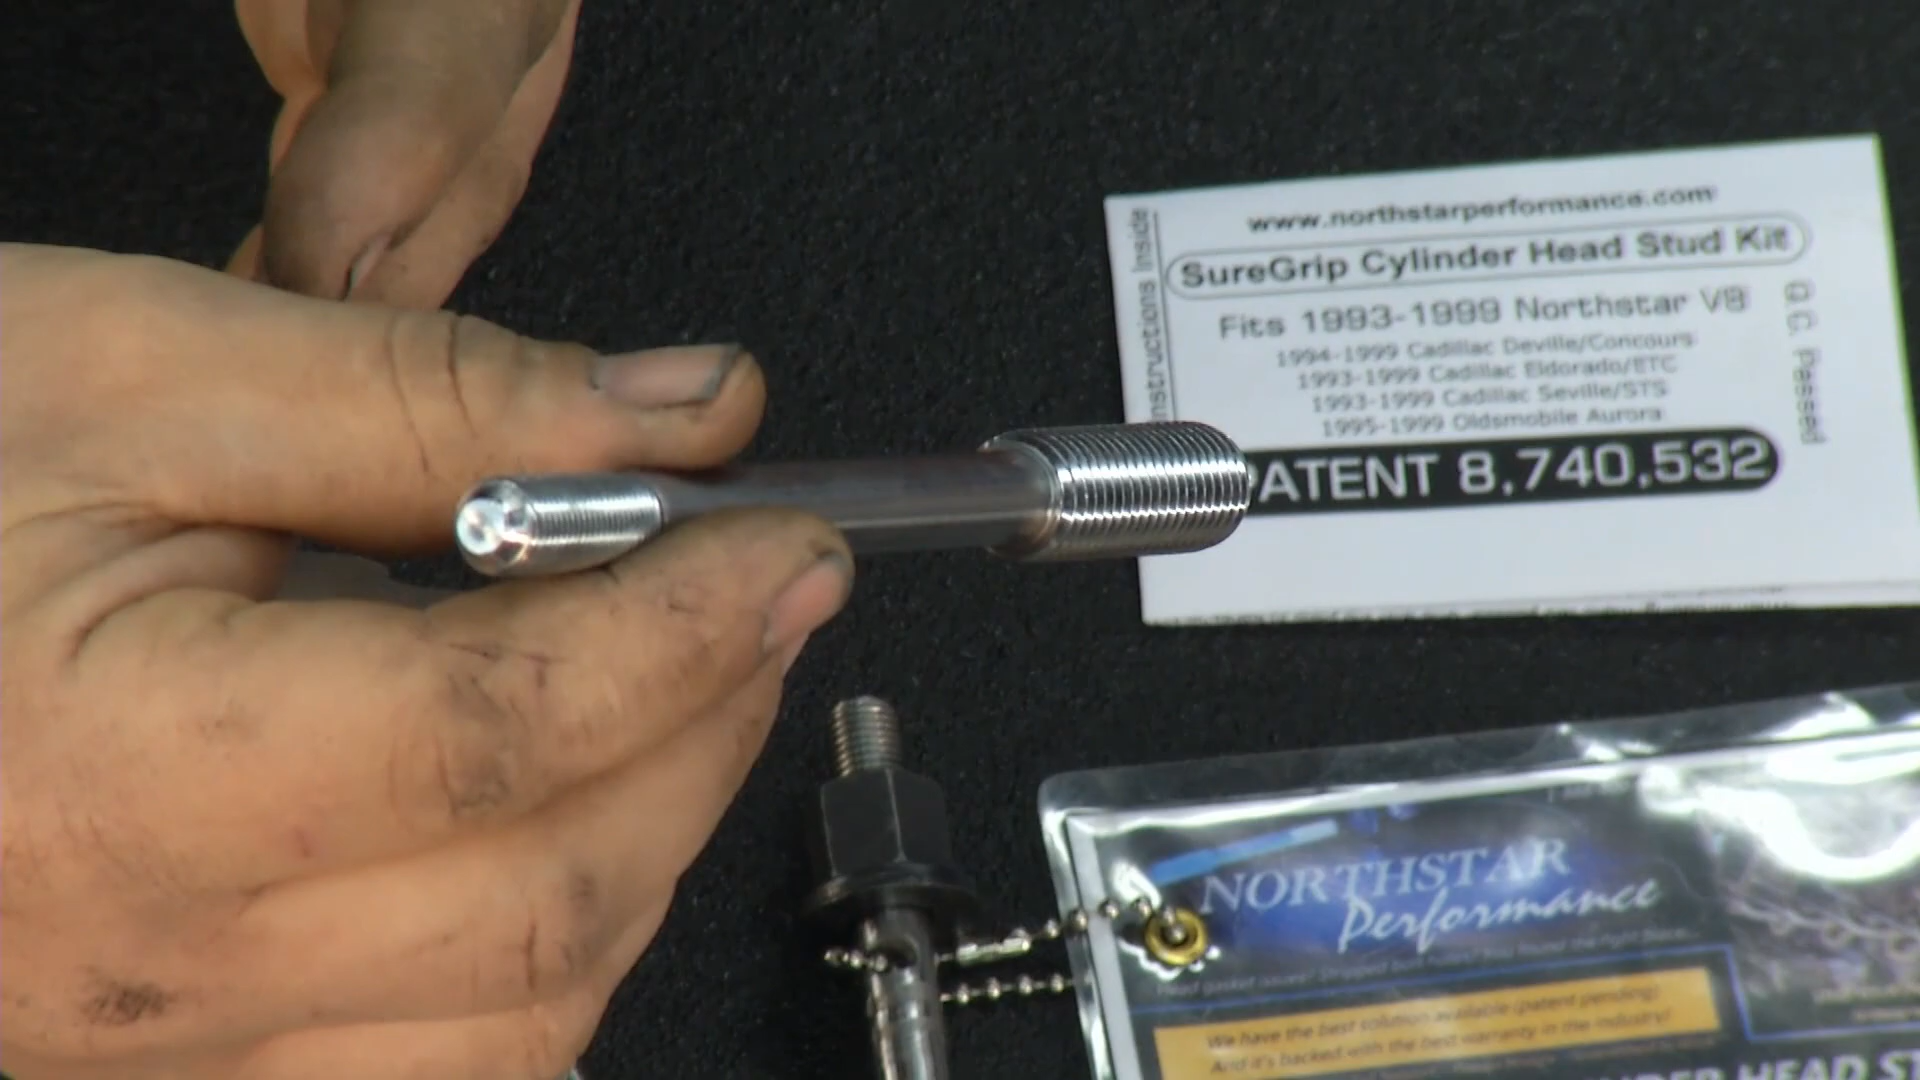 www.northstarperformance.com
SureGrip Cylinder Head Stud Kit
Fits 1993-1999 Northstar V8
1994-1999 Cadillac Deville/Concours
1993-1999 Cadillac Eldorado/ETC
1993-1999 Cadillac Seville/STS
1995-1999 Oldsmobile Aurora
ATENT 8,740,532
Instructions Inside
Q.C. Passed
NORTHSTAR
Performance
We have the best solution available (patent pending)
And it's backed with the best warranty in the industry!
HEAD ST